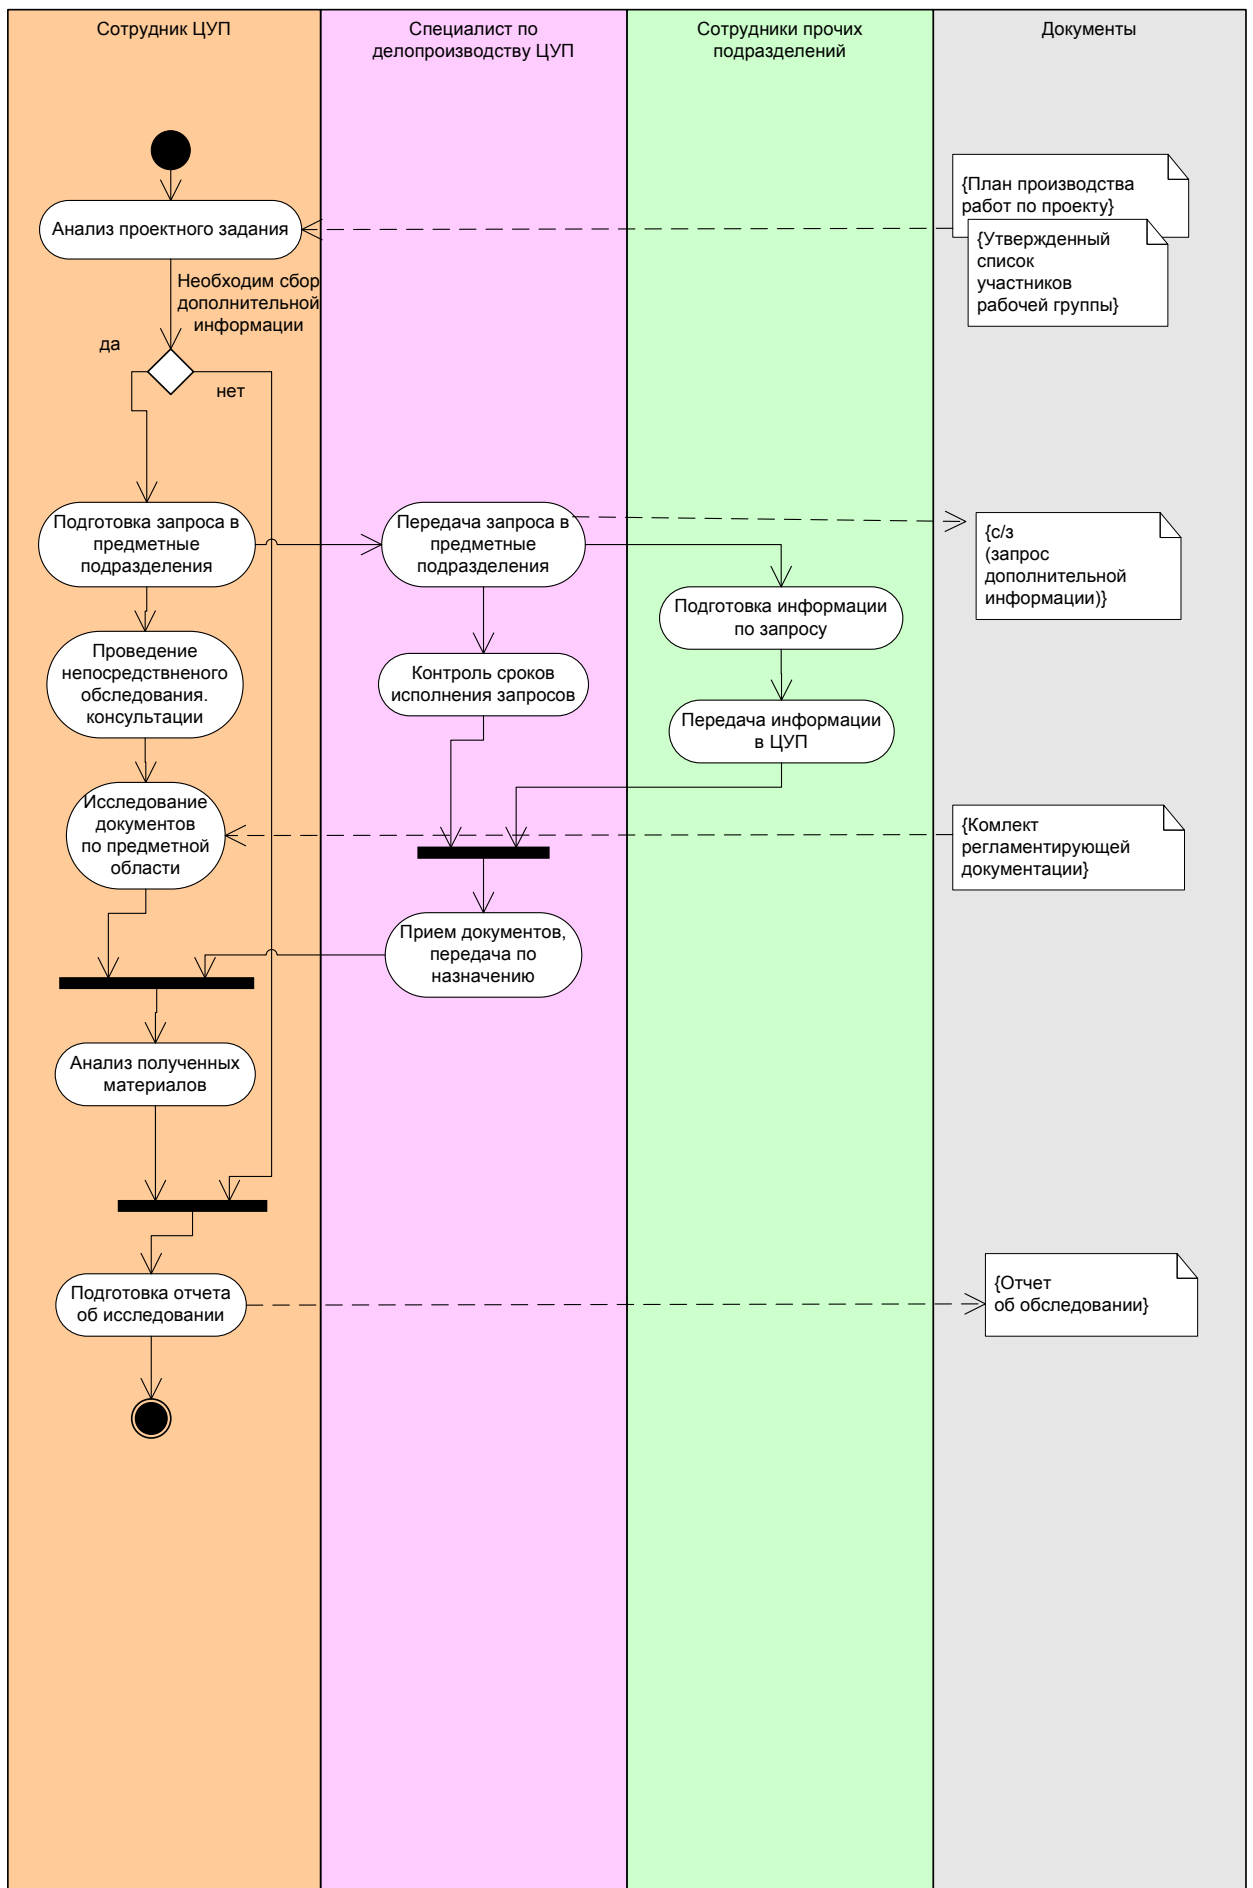 Сотрудник ЦУП
Специалист по
делопроизводству ЦУП
Сотрудники прочих
подразделений
Документы
{План производства
работ по проекту}
Анализ проектного задания
{Утвержденный
список
участников
рабочей группы}
Необходим сбор
дополнительной
информации
да
нет
Подготовка запроса в
предметные
подразделения
Передача запроса в
предметные
подразделения
{с/з
(запрос
дополнительной
информации)}
Подготовка информации
по запросу
Проведение
непосредственого
обследования.
консультации
Контроль сроков
исполнения запросов
Передача информации
в ЦУП
Исследование
документов
по предметной
области
{Комлект
регламентирующей
документации}
Прием документов,
передача по
назначению
Анализ полученных
материалов
Подготовка отчета
об исследовании
{Отчет
об обследовании}